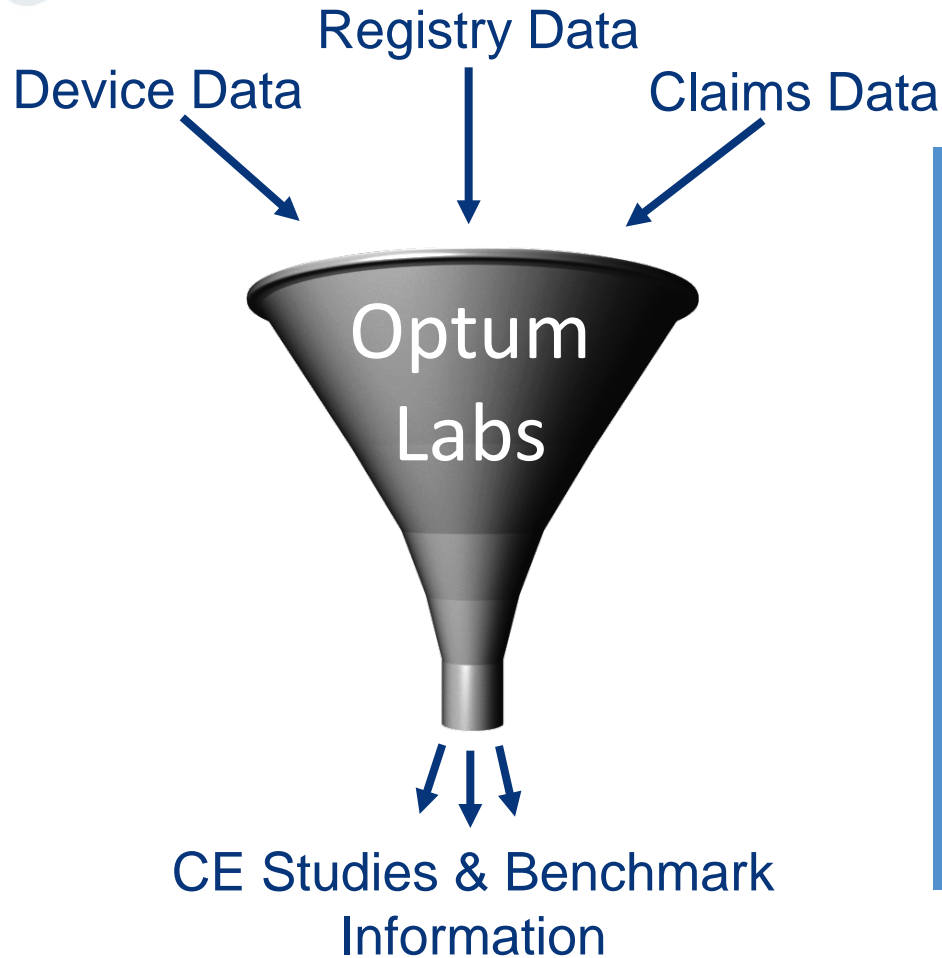 Registry Data
Device Data
Claims Data
Optum
Labs
CE Studies & Benchmark
Information